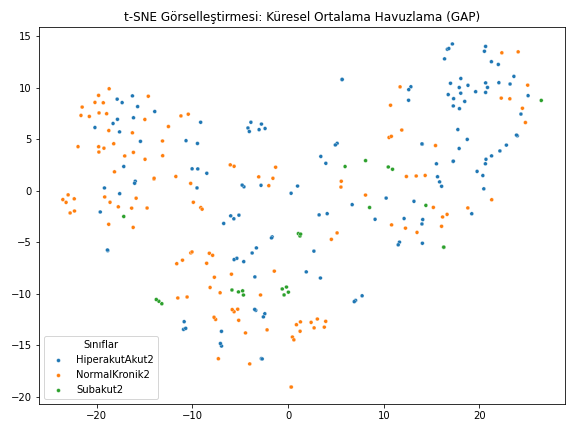 t-SNE Görselleştirmesi: Küresel Ortalama Havuzlama (GAP)
15
10
5
0
−5
−10
−15
−20
Sınıflar
HiperakutAkut2
NormalKronik2
Subakut2
−20 −10 0 10 20